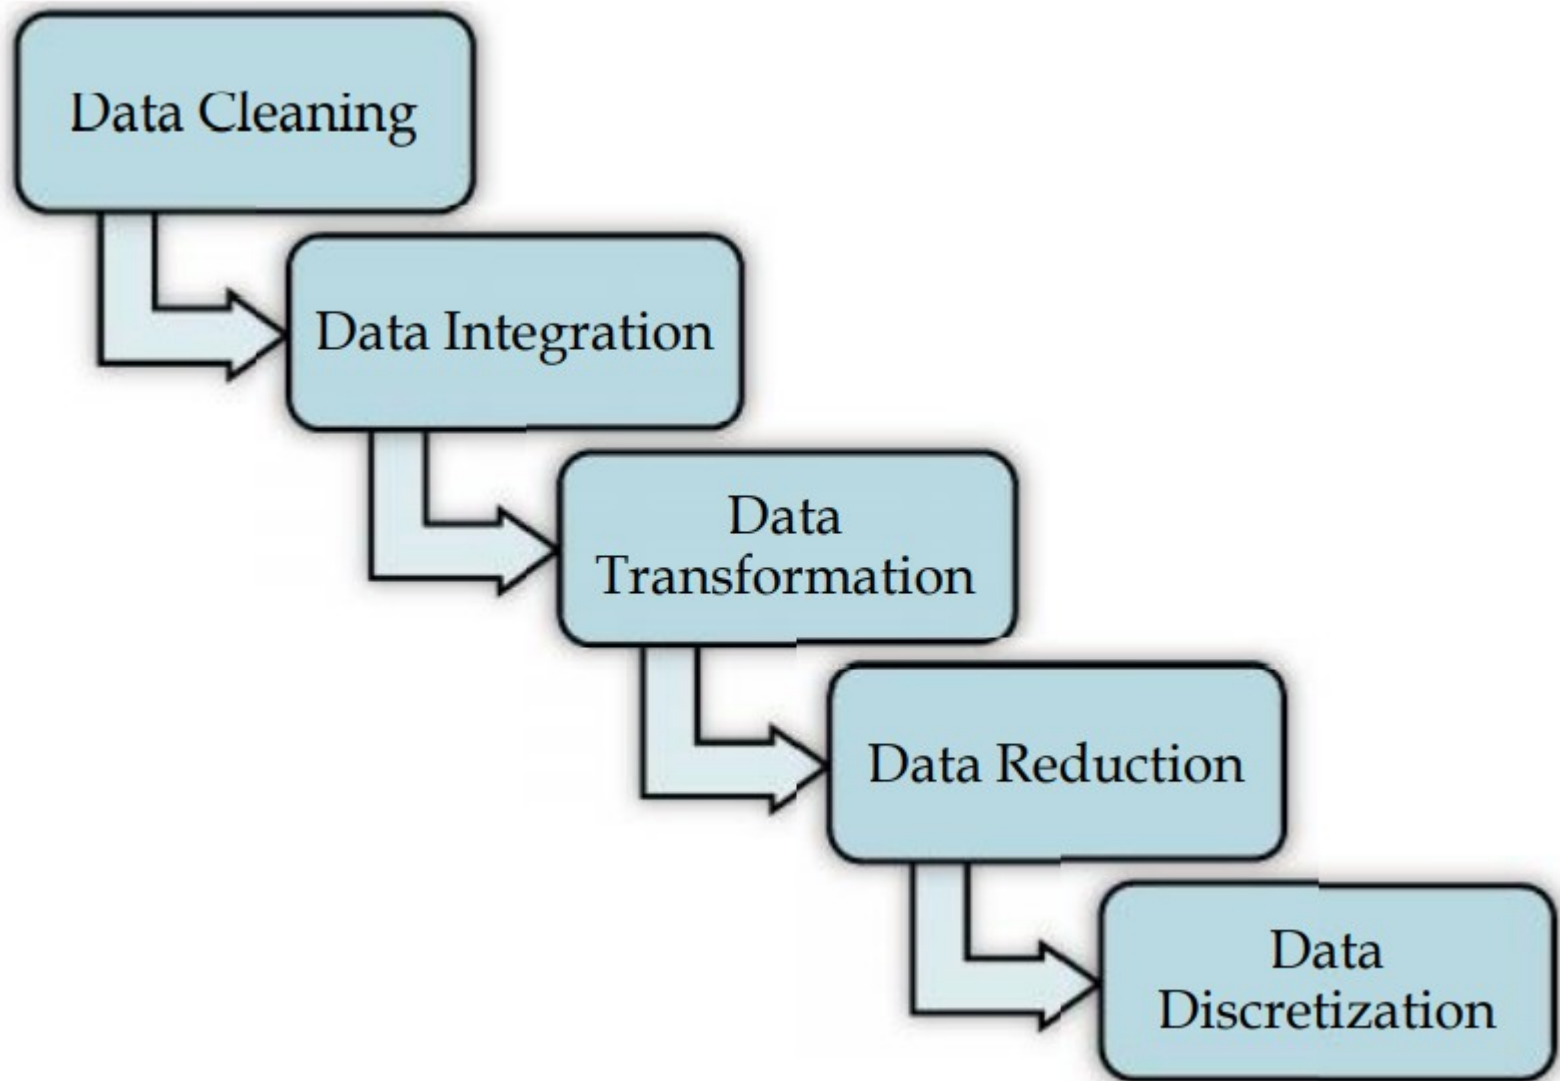 Data Cleaning
Data Integration
Data
Transformation
Data Reduction
Data
Discretization